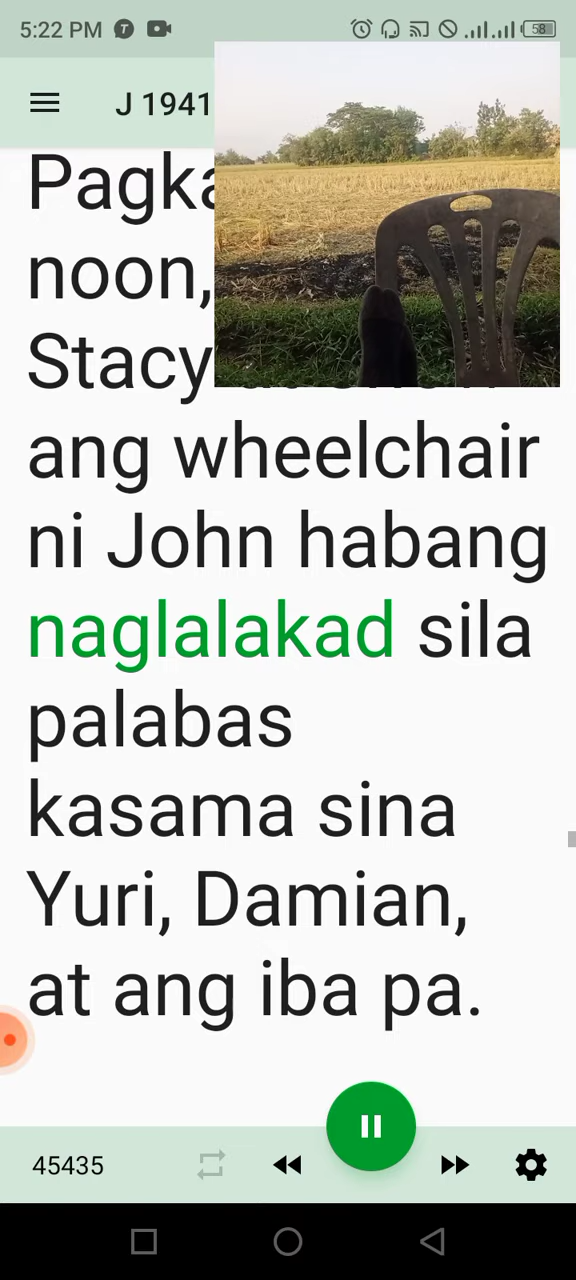 5:22 PM
58
J 1941
noon,
Stacy
ang wheelchair
ni John habang
naglalakad sila
palabas
kasama sina
Yuri, Damian,
at ang iba pa.
45435